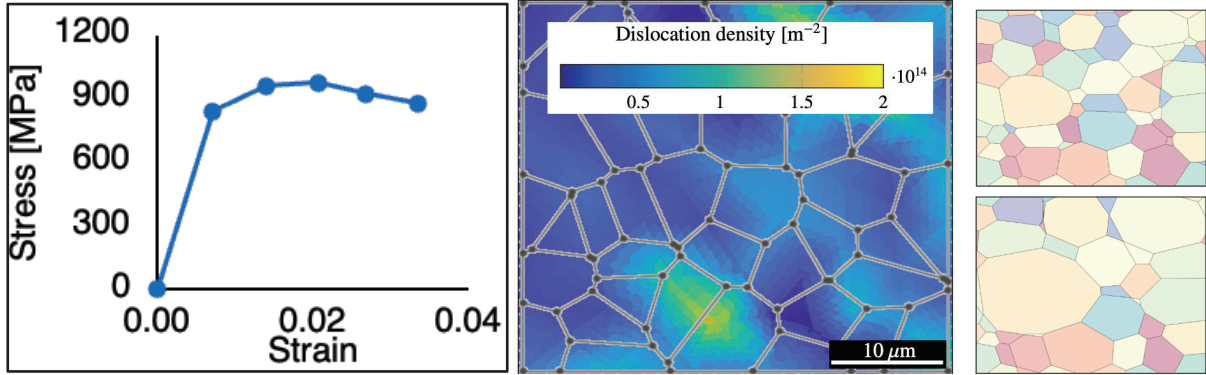 1200
900
600
300
0
Stress [MPa]
0.00 0.02 0.04
Strain
Dislocation density [m⁻²]
·10¹⁴
0.5 1 1.5 2
10 μm